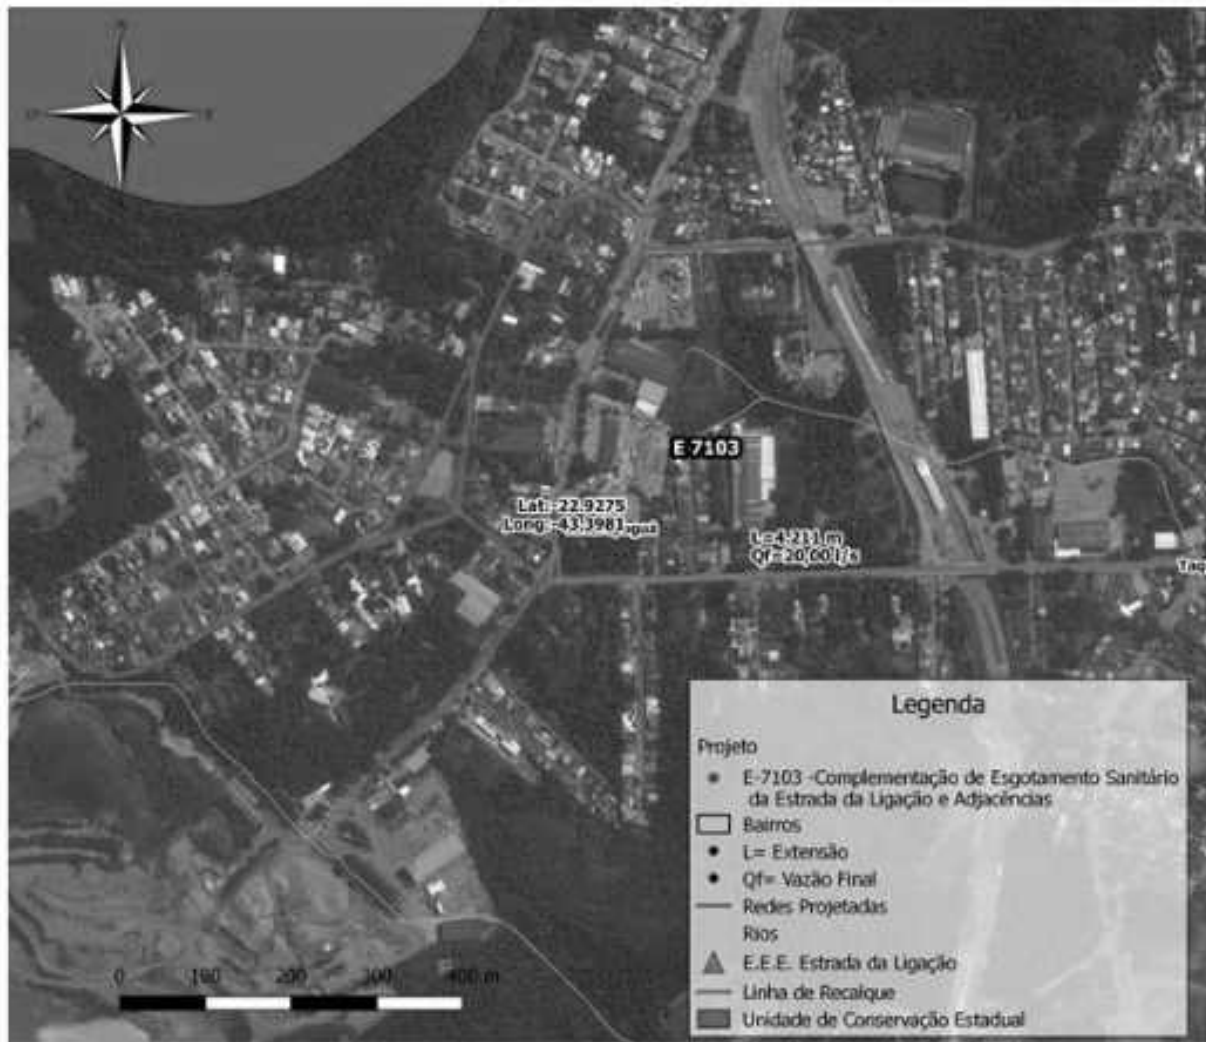 E 7103
Lat: -22.9275
Long: -43.3981
L=4.211 m
Qf=20,00 l/s
Taq
Legenda
Projeto
E-7103 -Complementação de Esgotamento Sanitário
da Estrada da Ligação e Adjacências
Bairros
L= Extensão
Qf= Vazão Final
Redes Projetadas
Rios
E.E.E. Estrada da Ligação
Linha de Recalque
Unidade de Conservação Estadual
0 100 200 300 400 m